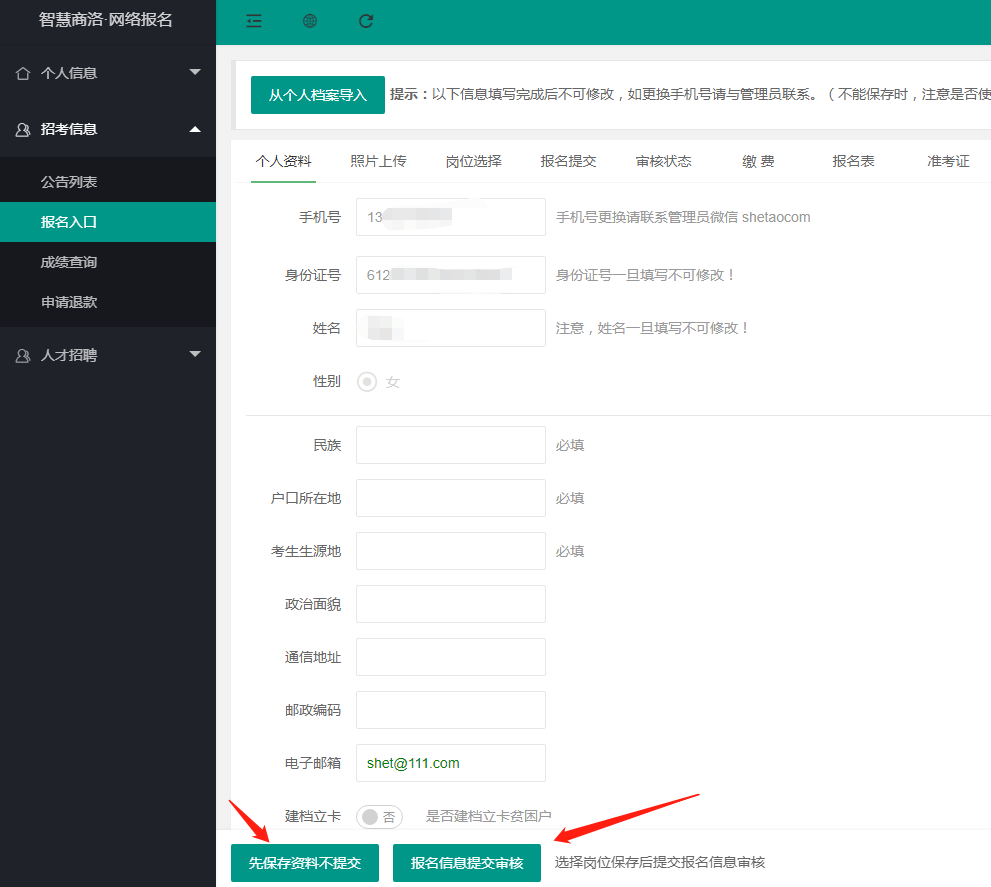 智慧商洛·网络报名
个人信息
招考信息
公告列表
报名入口
成绩查询
申请退款
人才招聘
从个人档案导入 提示：以下信息填写完成后不可修改，如更换手机号请与管理员联系。（不能保存时，注意是否使
个人资料 照片上传 岗位选择 报名提交 审核状态 缴 费 报名表 准考证
手机号 13 手机号更换请联系管理员微信 shetaocom
身份证号 612 身份证号一旦填写不可修改！
姓名 注意，姓名一旦填写不可修改！
性别 女
民族 必填
户口所在地 必填
考生生源地 必填
政治面貌
通信地址
邮政编码
电子邮箱 shet@111.com
建档立卡 否 是否建档立卡贫困户
先保存资料不提交 报名信息提交审核 选择岗位保存后提交报名信息审核